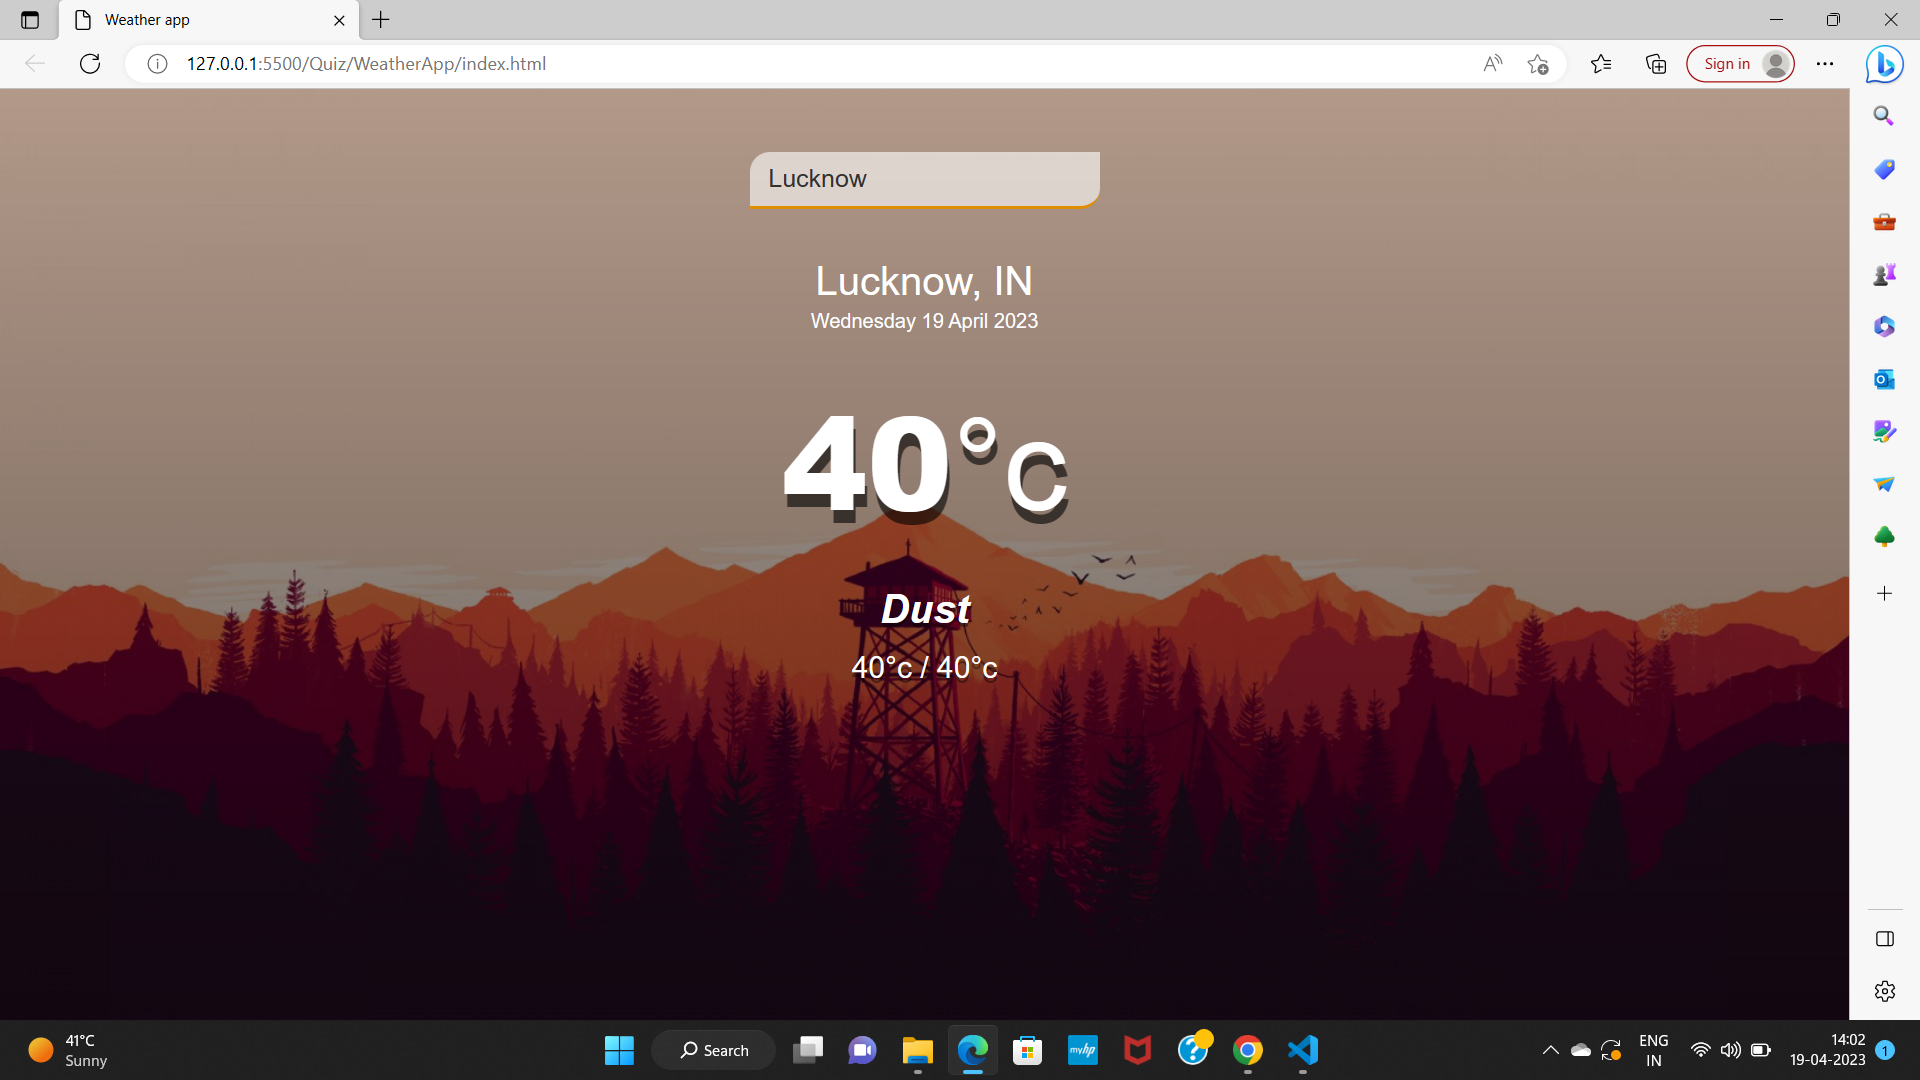 Weather app
127.0.0.1:5500/Quiz/WeatherApp/index.html
Sign in
Lucknow
Lucknow, IN
Wednesday 19 April 2023
40°c
Dust
40°c / 40°c
41°C
Sunny
Search
myhp
ENG
IN
14:02
19-04-2023
1